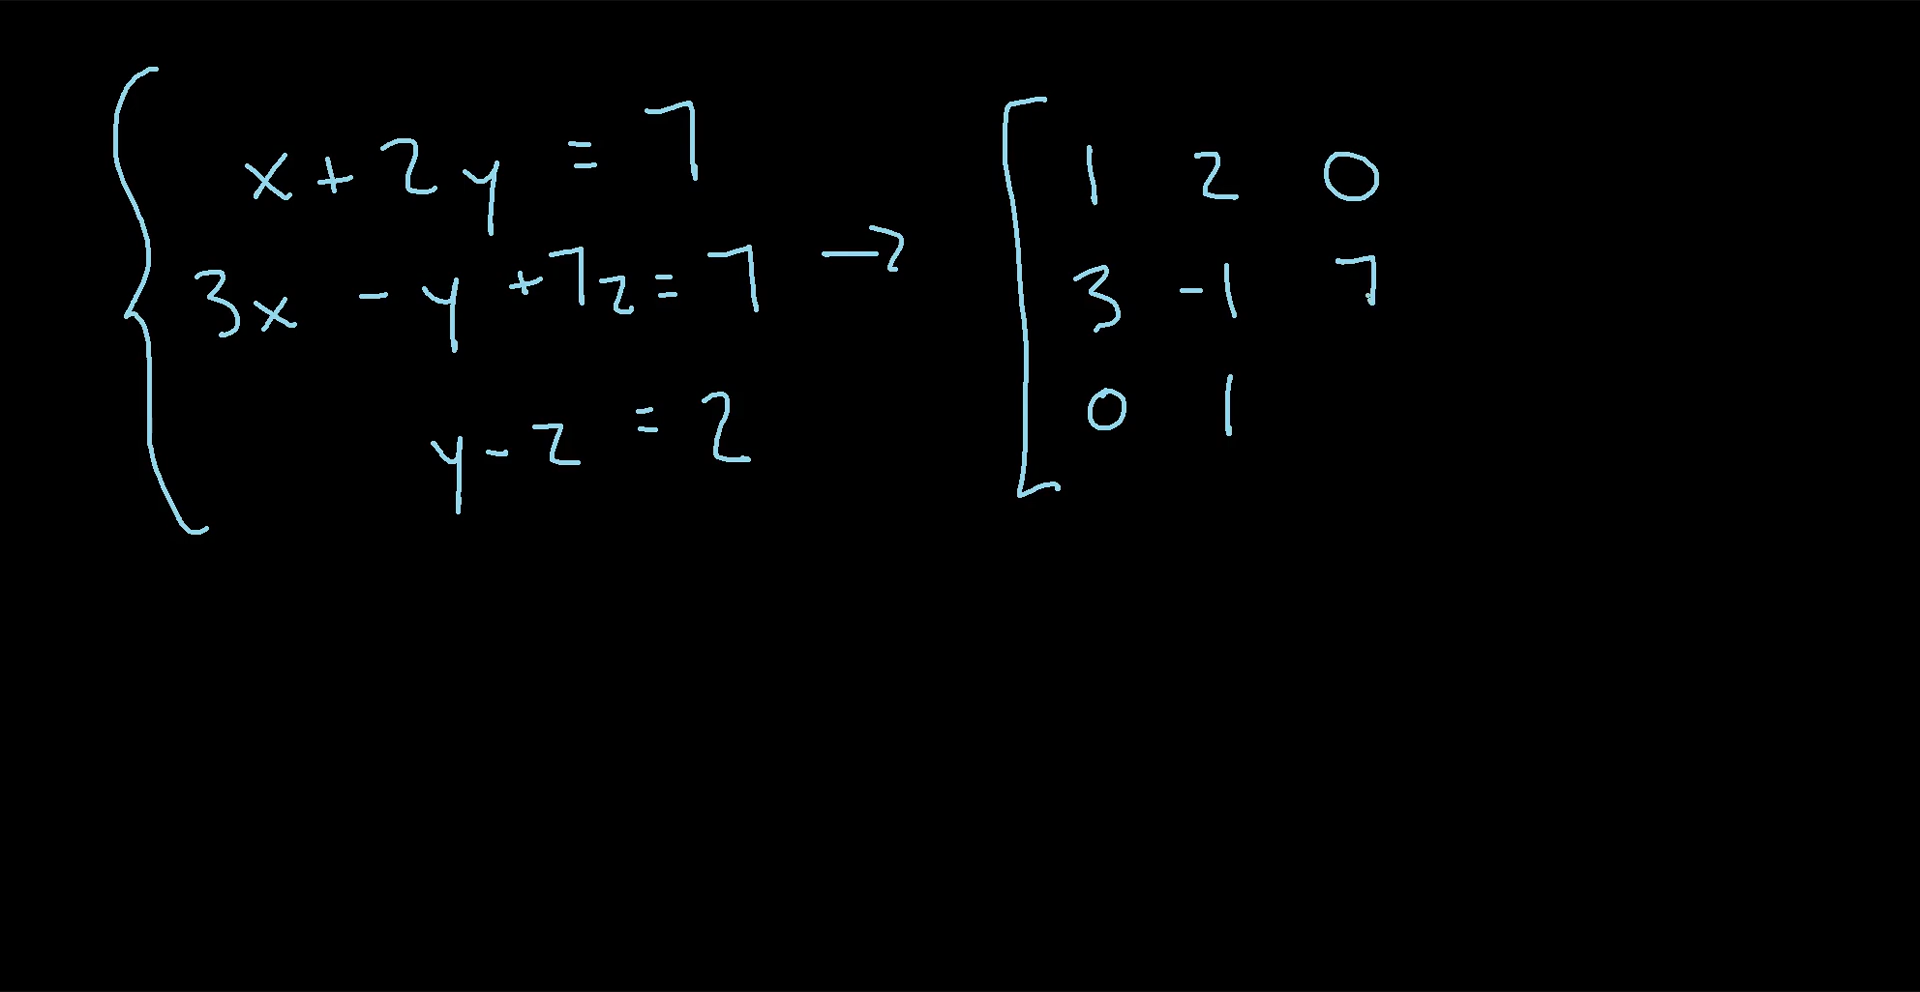 x + 2y = 7
3x - y + 7z = 7 →
y - z = 2
[ 1 2 0
3 -1 7
0 1